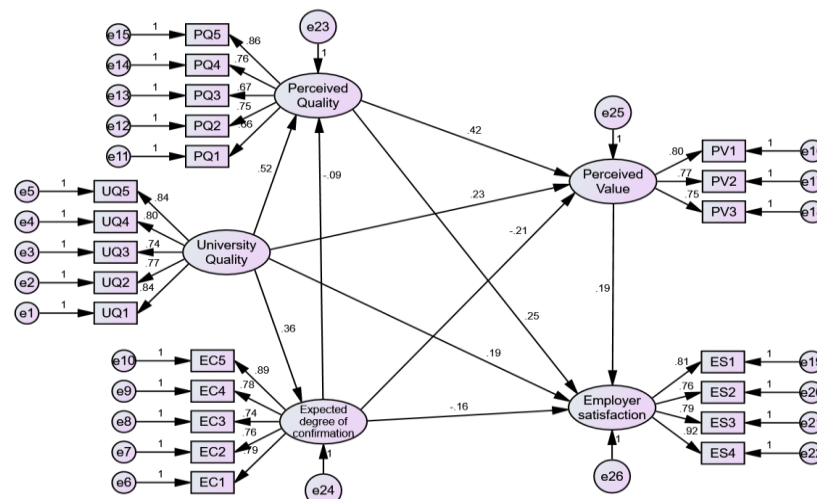 e23
e15 1 PQ5 .86
1
e14 1 PQ4 .76
e13 1 PQ3 .67
Perceived
Quality
e12 1 PQ2 .75
e11 1 PQ1 .66
e25
1
.42
.80 PV1 1
Perceived
Value
.77 PV2 1
.75 PV3 1
.52
-.09
.23
-.21
e5 1 UQ5 .84
e4 1 UQ4 .80
e3 1 UQ3 .74
University
Quality
e2 1 UQ2 .77
e1 1 UQ1 .84
.36
.25
.19
.19
e10 1 EC5 .89
e9 1 EC4 .78
e8 1 EC3 .74
Expected
degree of
confirmation
e7 1 EC2 .76
e6 1 EC1 .79
1
e24
-.16
.81 ES1 1
.76 ES2 1
Employer
satisfaction
.79 ES3 1
.92 ES4 1
1
e26